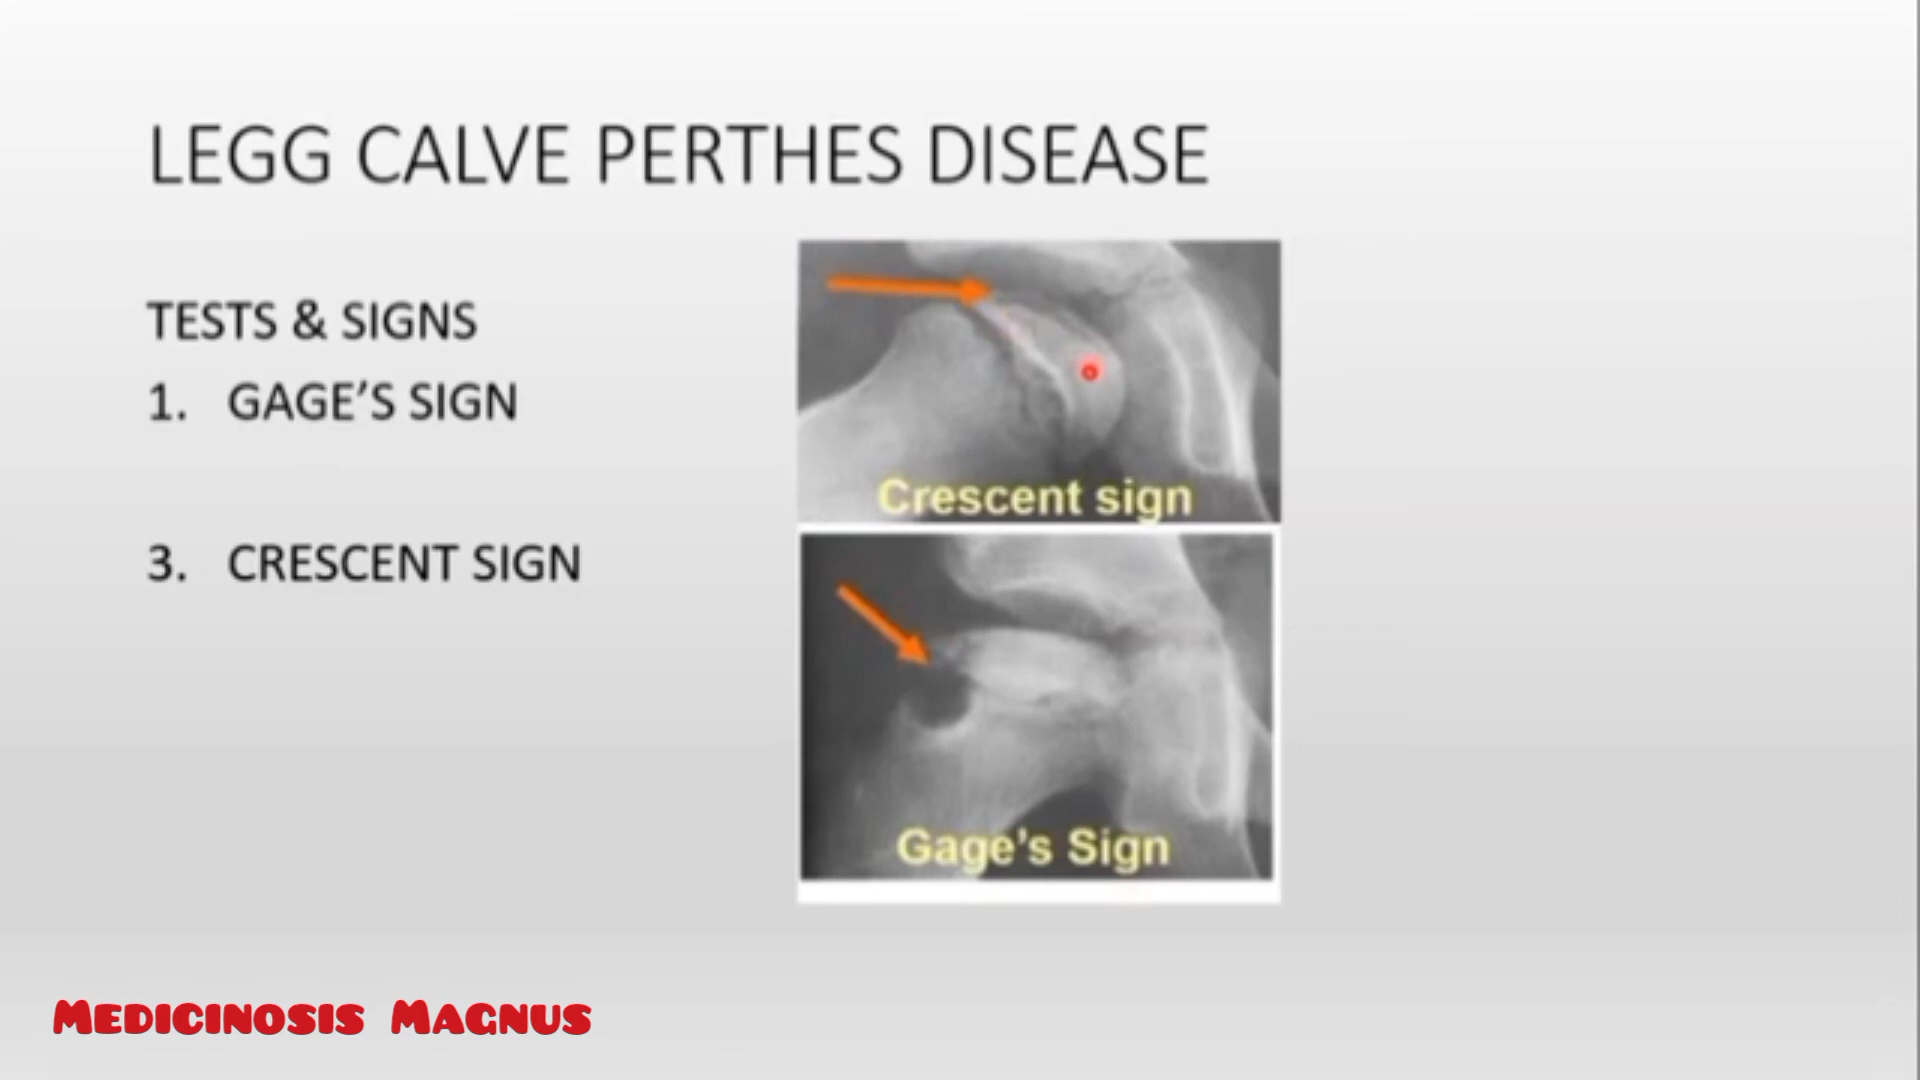 LEGG CALVE PERTHES DISEASE
TESTS & SIGNS
1. GAGE’S SIGN
3. CRESCENT SIGN
Crescent sign
Gage’s Sign
MEDICINOSIS MAGNUS